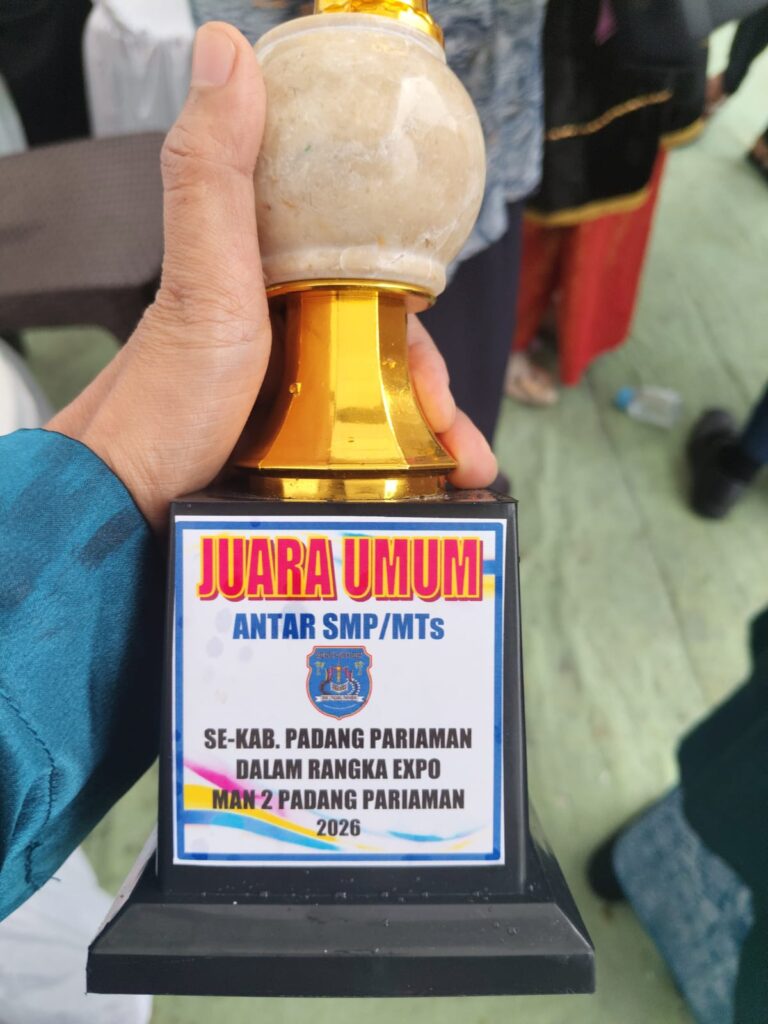 JUARA UMUM
ANTAR SMP/MTs
SE-KAB. PADANG PARIAMAN
DALAM RANGKA EXPO
MAN 2 PADANG PARIAMAN
2026